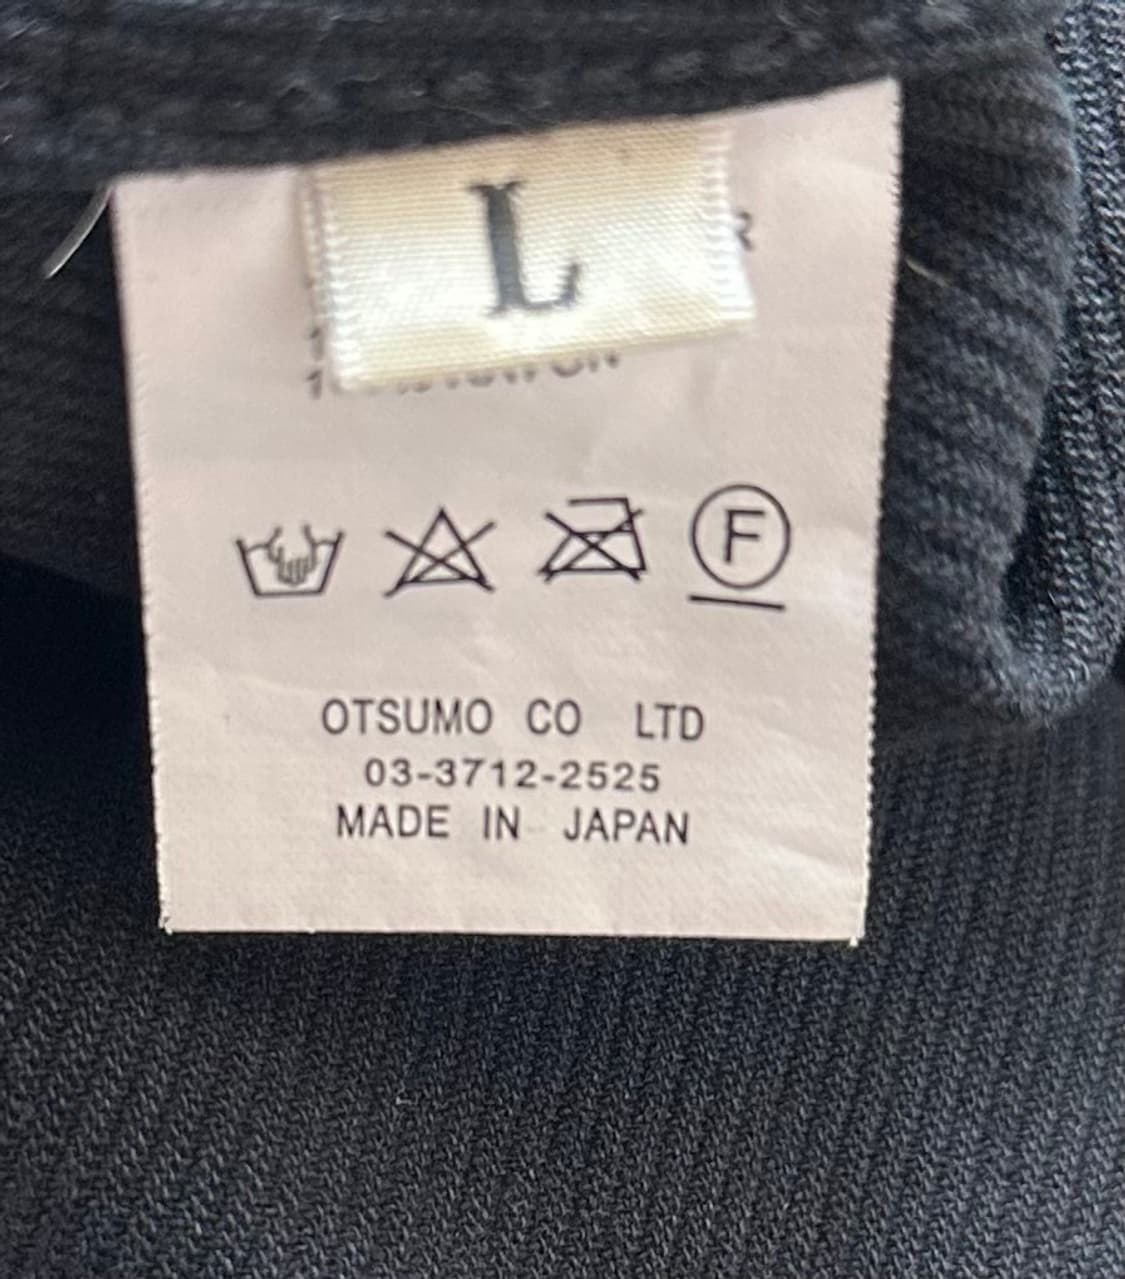 L
F
OTSUMO CO LTD
03-3712-2525
MADE IN JAPAN